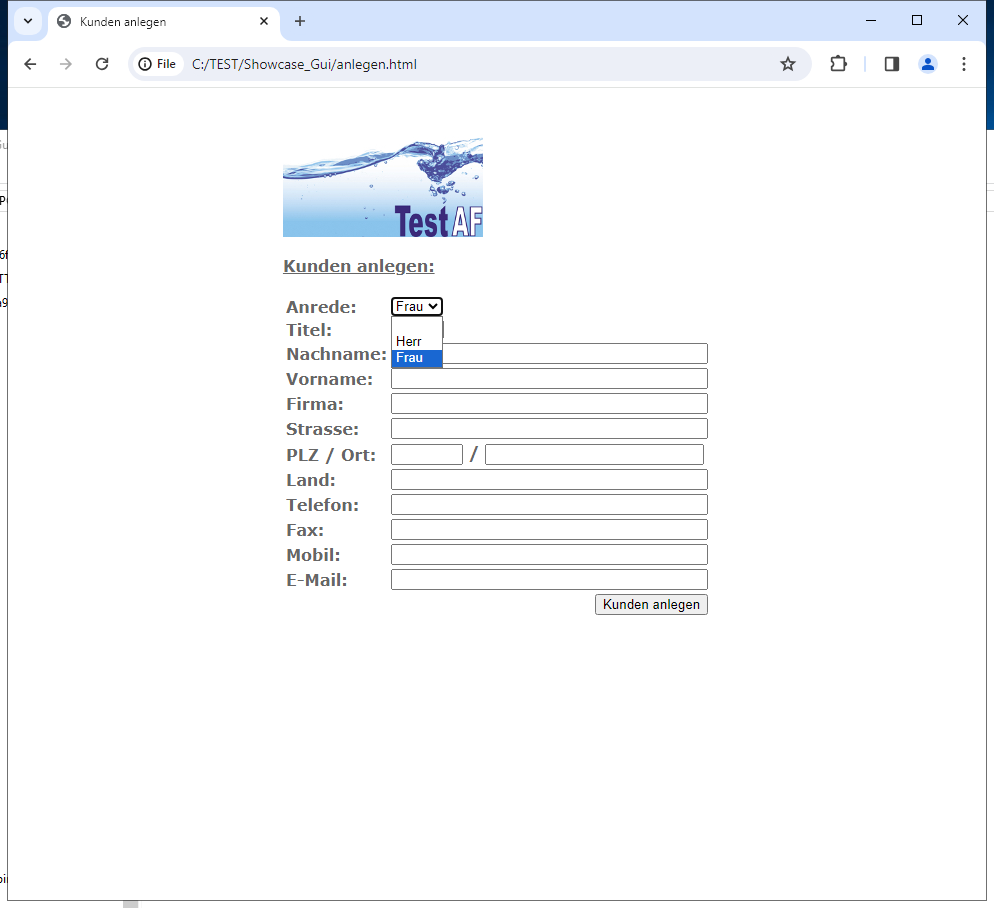 Kunden anlegen
File C:/TEST/Showcase_Gui/anlegen.html
Test AF
Kunden anlegen:
Anrede: Frau
Titel:
Herr
Frau
Nachname:
Vorname:
Firma:
Strasse:
PLZ / Ort: /
Land:
Telefon:
Fax:
Mobil:
E-Mail:
Kunden anlegen